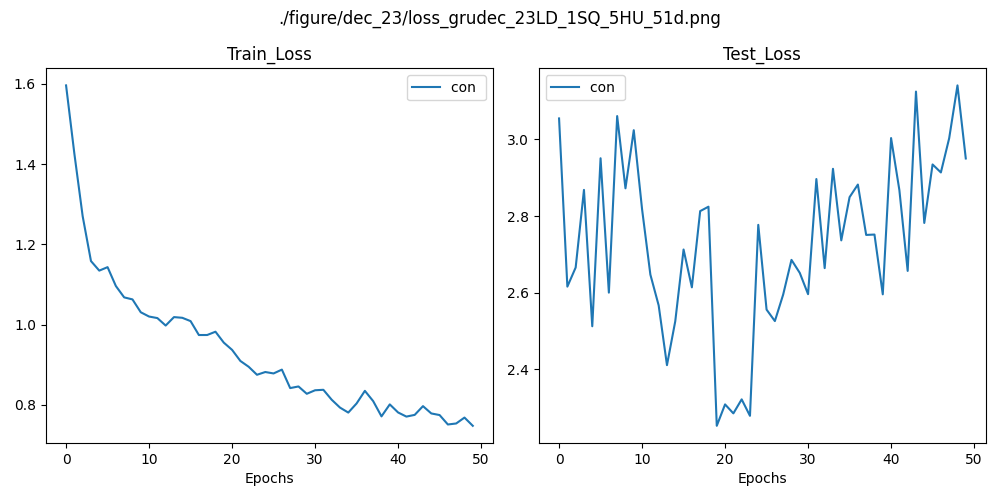 ./figure/dec_23/loss_grudec_23LD_1SQ_5HU_51d.png
Train_Loss
con
1.6
1.4
1.2
1.0
0.8
0 10 20 30 40 50
Epochs
Test_Loss
con
3.0
2.8
2.6
2.4
0 10 20 30 40 50
Epochs